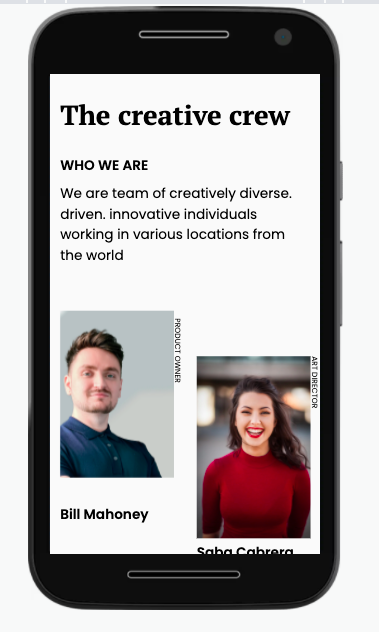 The creative crew
WHO WE ARE
We are team of creatively diverse.
driven. innovative individuals
working in various locations from
the world
PRODUCT OWNER
Bill Mahoney
ART DIRECTOR
Saba Cabrera